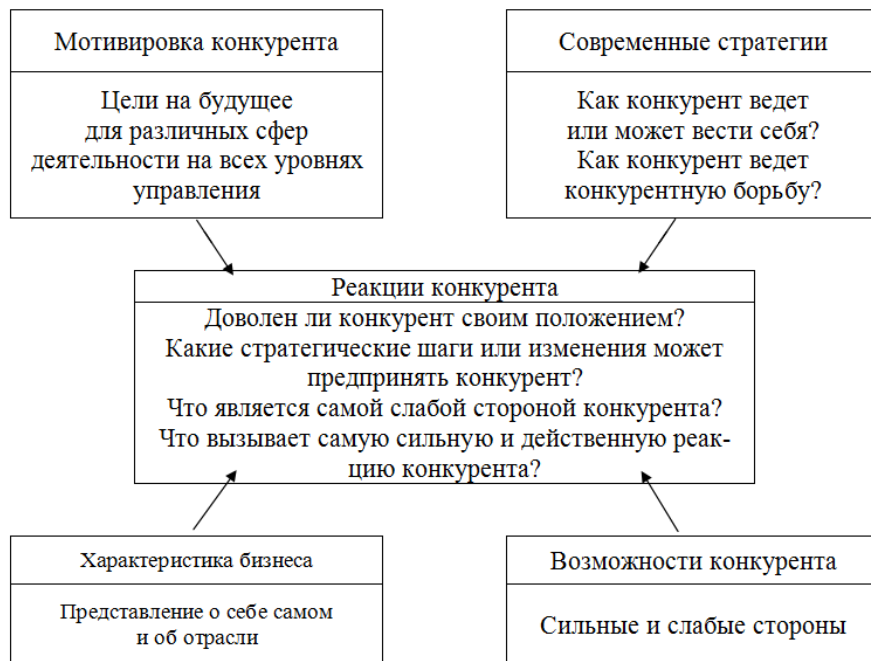 Мотивировка конкурента
Цели на будущее
для различных сфер
деятельности на всех уровнях
управления
Современные стратегии
Как конкурент ведет
или может вести себя?
Как конкурент ведет
конкурентную борьбу?
Реакции конкурента
Доволен ли конкурент своим положением?
Какие стратегические шаги или изменения может
предпринять конкурент?
Что является самой слабой стороной конкурента?
Что вызывает самую сильную и действенную реак-
цию конкурента?
Характеристика бизнеса
Представление о себе самом
и об отрасли
Возможности конкурента
Сильные и слабые стороны